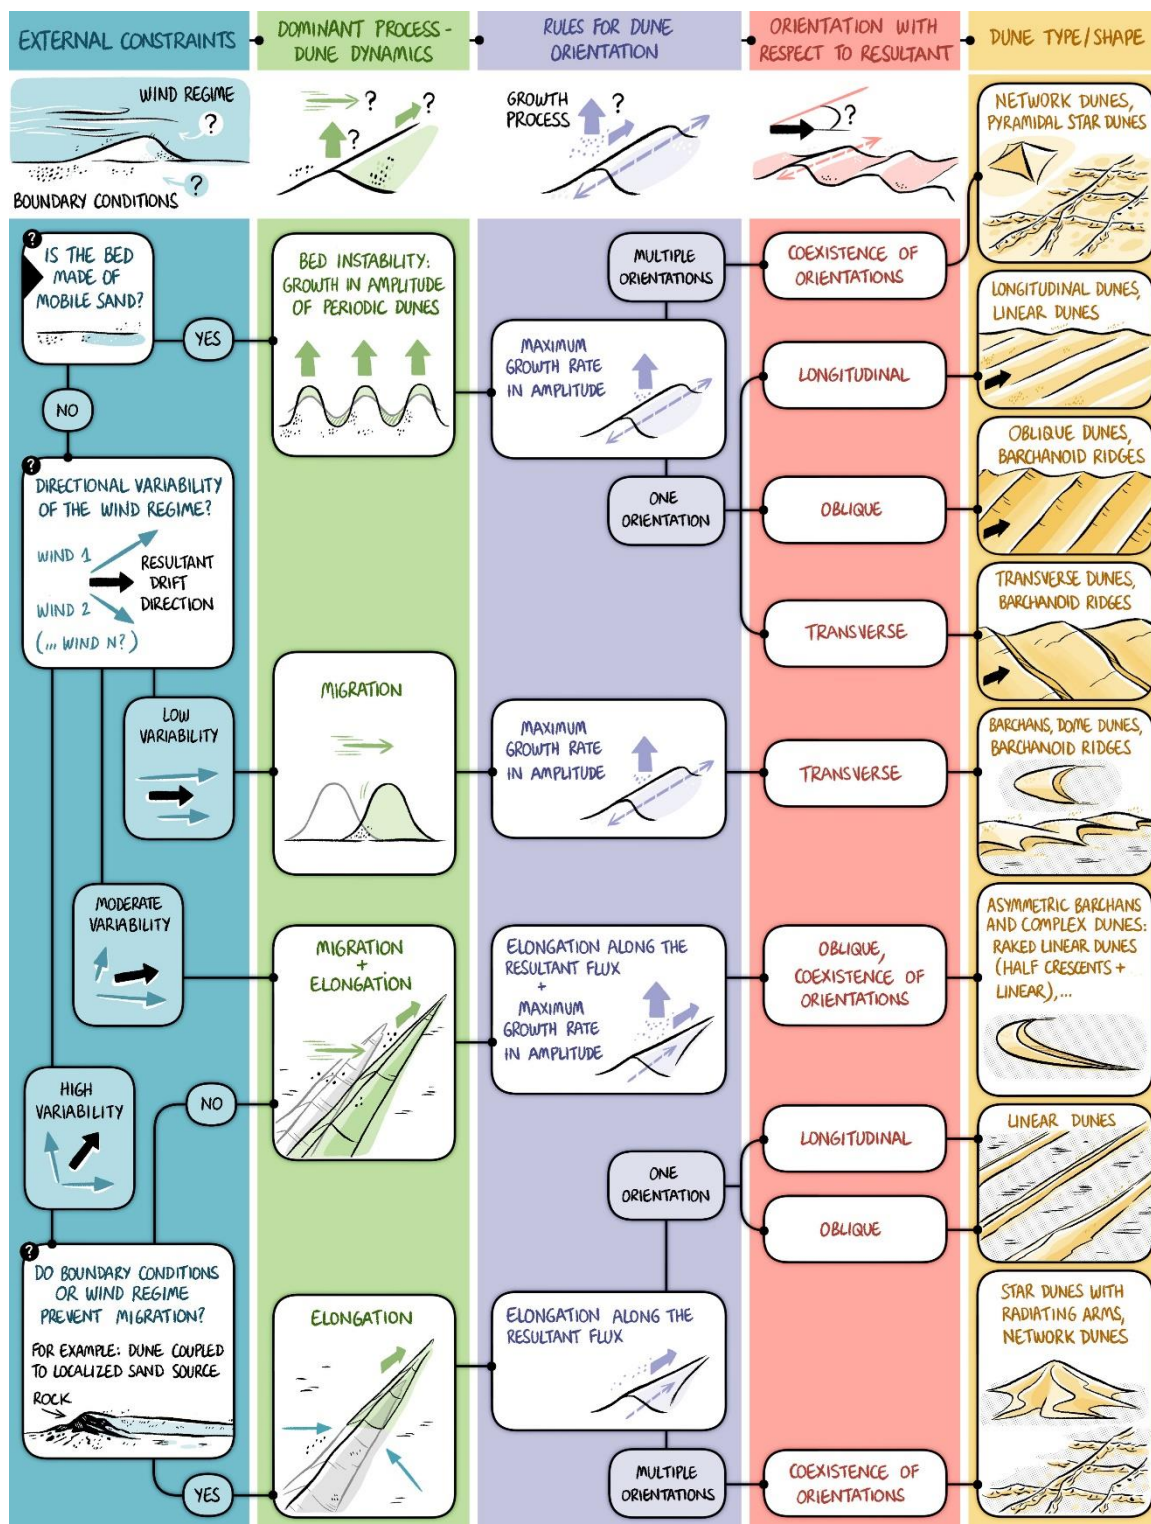 EXTERNAL CONSTRAINTS
DOMINANT PROCESS -
DUNE DYNAMICS
RULES FOR DUNE
ORIENTATION
ORIENTATION WITH
RESPECT TO RESULTANT
DUNE TYPE/SHAPE
WIND REGIME
?
?
BOUNDARY CONDITIONS
?
?
?
GROWTH
PROCESS
?
?
?
IS THE BED
MADE OF
MOBILE SAND?
YES
NO
?
DIRECTIONAL VARIABILITY
OF THE WIND REGIME?
WIND 1
RESULTANT
DRIFT
DIRECTION
WIND 2
(... WIND N?)
LOW
VARIABILITY
MODERATE
VARIABILITY
HIGH
VARIABILITY
NO
?
DO BOUNDARY CONDITIONS
OR WIND REGIME
PREVENT MIGRATION?
FOR EXAMPLE: DUNE COUPLED
TO LOCALIZED SAND SOURCE
ROCK
YES
BED INSTABILITY:
GROWTH IN AMPLITUDE
OF PERIODIC DUNES
MIGRATION
MIGRATION
+
ELONGATION
ELONGATION
MULTIPLE
ORIENTATIONS
MAXIMUM
GROWTH RATE
IN AMPLITUDE
ONE
ORIENTATION
MAXIMUM
GROWTH RATE
IN AMPLITUDE
ELONGATION ALONG THE
RESULTANT FLUX
+
MAXIMUM
GROWTH RATE
IN AMPLITUDE
ONE
ORIENTATION
ELONGATION ALONG THE
RESULTANT FLUX
MULTIPLE
ORIENTATIONS
COEXISTENCE OF
ORIENTATIONS
LONGITUDINAL
OBLIQUE
TRANSVERSE
TRANSVERSE
OBLIQUE,
COEXISTENCE OF
ORIENTATIONS
LONGITUDINAL
OBLIQUE
COEXISTENCE OF
ORIENTATIONS
NETWORK DUNES,
PYRAMIDAL STAR DUNES
LONGITUDINAL DUNES,
LINEAR DUNES
OBLIQUE DUNES,
BARCHANOID RIDGES
TRANSVERSE DUNES,
BARCHANOID RIDGES
BARCHANS, DOME DUNES,
BARCHANOID RIDGES
ASYMMETRIC BARCHANS
AND COMPLEX DUNES:
RAKED LINEAR DUNES
(HALF CRESCENTS +
LINEAR), ...
LINEAR DUNES
STAR DUNES WITH
RADIATING ARMS,
NETWORK DUNES